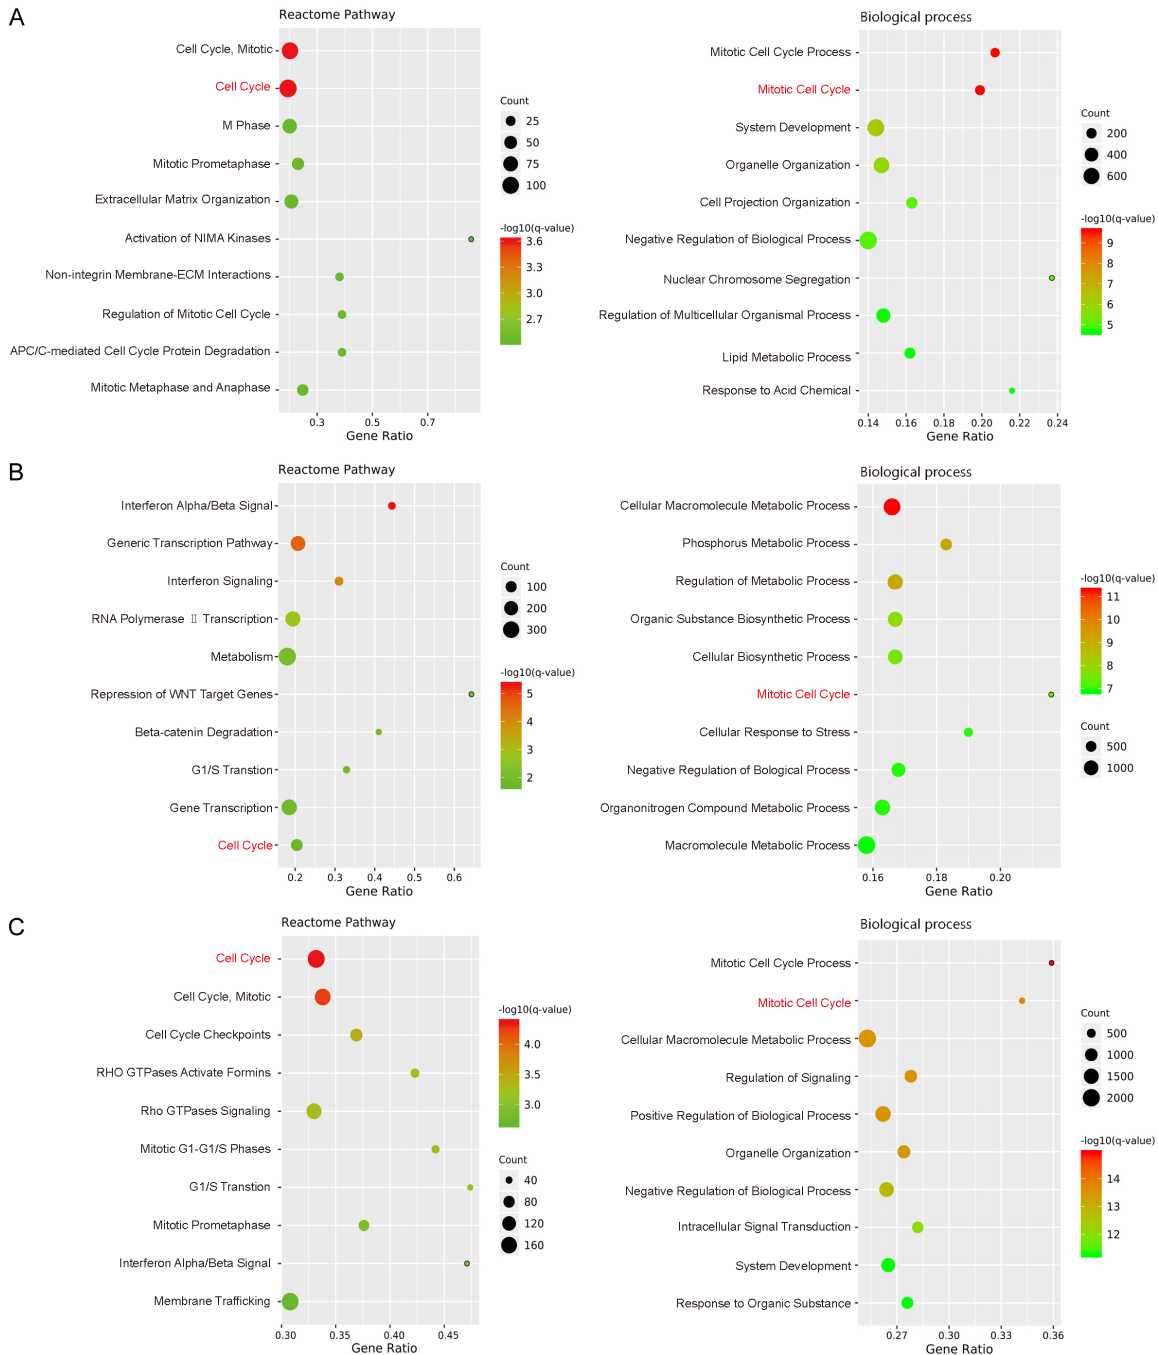 A
Reactome Pathway
Cell Cycle, Mitotic
Cell Cycle
M Phase
Mitotic Prometaphase
Extracellular Matrix Organization
Activation of NIMA Kinases
Non-integrin Membrane-ECM Interactions
Regulation of Mitotic Cell Cycle
APC/C-mediated Cell Cycle Protein Degradation
Mitotic Metaphase and Anaphase
0.3 0.5 0.7
Gene Ratio
Count
25
50
75
100
-log10(q-value)
3.6
3.3
3.0
2.7
Biological process
Mitotic Cell Cycle Process
Mitotic Cell Cycle
System Development
Organelle Organization
Cell Projection Organization
Negative Regulation of Biological Process
Nuclear Chromosome Segregation
Regulation of Multicellular Organismal Process
Lipid Metabolic Process
Response to Acid Chemical
0.14 0.16 0.18 0.20 0.22 0.24
Gene Ratio
Count
200
400
600
-log10(q-value)
9
8
7
6
5
B
Reactome Pathway
Interferon Alpha/Beta Signal
Generic Transcription Pathway
Interferon Signaling
RNA Polymerase Ⅱ Transcription
Metabolism
Repression of WNT Target Genes
Beta-catenin Degradation
G1/S Transtion
Gene Transcription
Cell Cycle
0.2 0.3 0.4 0.5 0.6
Gene Ratio
Count
100
200
300
-log10(q-value)
5
4
3
2
Biological process
Cellular Macromolecule Metabolic Process
Phosphorus Metabolic Process
Regulation of Metabolic Process
Organic Substance Biosynthetic Process
Cellular Biosynthetic Process
Mitotic Cell Cycle
Cellular Response to Stress
Negative Regulation of Bological Process
Organonitrogen Compound Metabolic Process
Macromolecule Metabolic Process
0.16 0.18 0.20
Gene Ratio
-log10(q-value)
11
10
9
8
7
Count
500
1000
C
Reactome Pathway
Cell Cycle
Cell Cycle, Mitotic
Cell Cycle Checkpoints
RHO GTPases Activate Formins
Rho GTPases Signaling
Mitotic G1-G1/S Phases
G1/S Transtion
Mitotic Prometaphase
Interferon Alpha/Beta Signal
Membrane Trafficking
0.30 0.35 0.40 0.45
Gene Ratio
-log10(q-value)
4.0
3.5
3.0
Count
40
80
120
160
Biological process
Mitotic Cell Cycle Process
Mitotic Cell Cycle
Cellular Macromolecule Metabolic Process
Regulation of Signaling
Positive Regulation of Biological Process
Organelle Organization
Negative Regulation of Biological Process
Intracellular Signal Transduction
System Development
Response to Organic Substance
0.27 0.30 0.33 0.36
Gene Ratio
Count
500
1000
1500
2000
-log10(q-value)
14
13
12